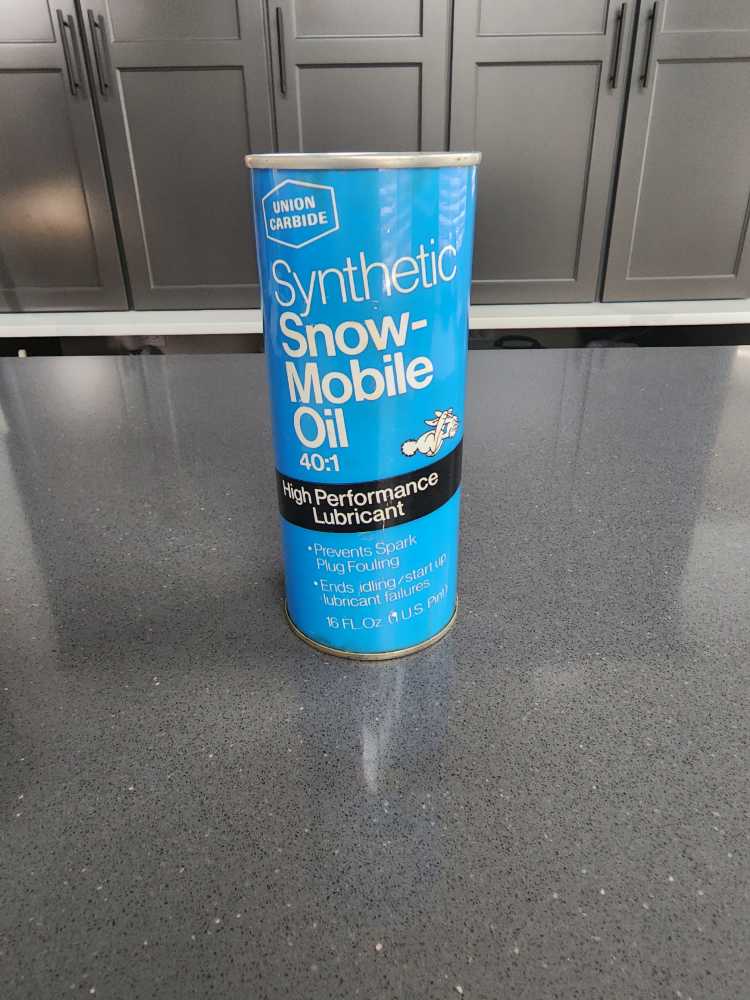 UNION
CARBIDE
Synthetic
Snow-
Mobile
Oil
40:1
High Performance
Lubricant
•Prevents Spark
Plug Fouling
•Ends idling/start up
lubricant failures
16 FL.Oz. (1 U.S. Pint)